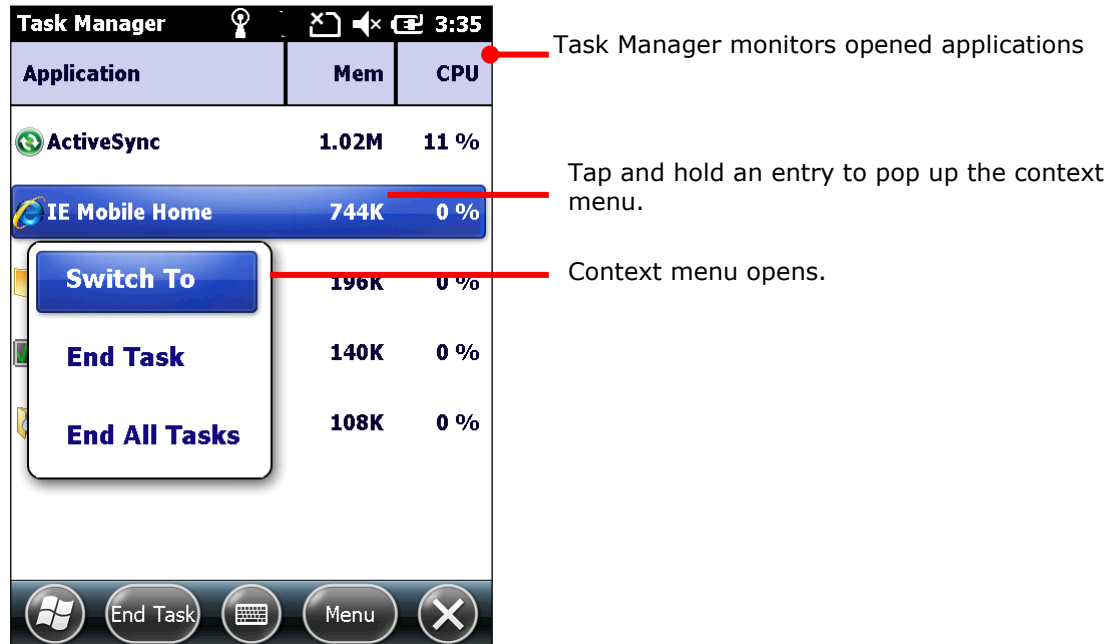 Task Manager 3:35
Task Manager monitors opened applications
Application Mem CPU
ActiveSync 1.02M 11 %
Tap and hold an entry to pop up the context
menu.
IE Mobile Home 744K 0 %
Switch To 196K 0 %
Context menu opens.
End Task 140K 0 %
End All Tasks 108K 0 %
End Task Menu